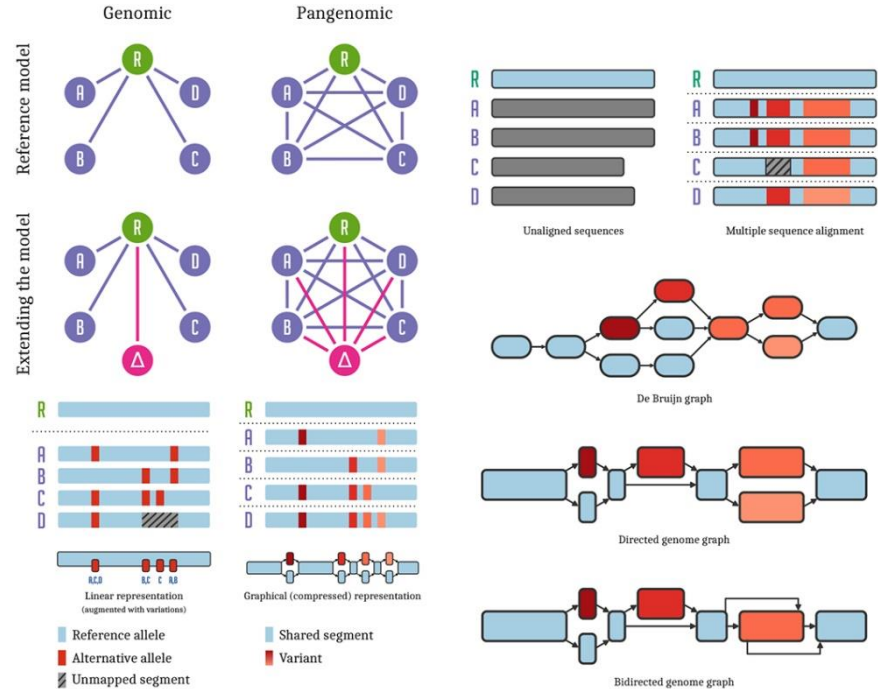 Genomic
Pangenomic
Reference model
R
A
D
B
C
R
A
D
B
C
Extending the model
R
A
D
B
C
Δ
R
A
D
B
C
Δ
R
A
B
C
D
A,C,D
B,C
C
A,B
Linear representation
(augmented with variations)
Reference allele
Alternative allele
Unmapped segment
R
A
B
C
D
Graphical (compressed) representation
Shared segment
Variant
R
A
B
C
D
Unaligned sequences
R
A
B
C
D
Multiple sequence alignment
De Bruijn graph
Directed genome graph
Bidirected genome graph